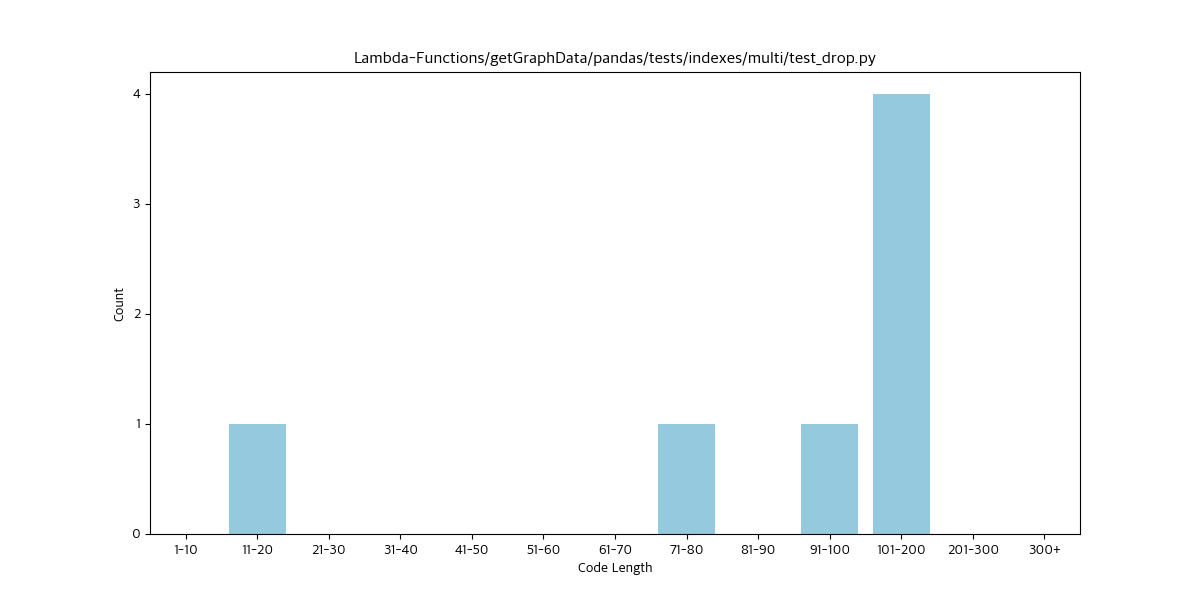 Lambda-Functions/getGraphData/pandas/tests/indexes/multi/test_drop.py
4
3
2
1
0
Count
1-10 11-20 21-30 31-40 41-50 51-60 61-70 71-80 81-90 91-100 101-200 201-300 300+
Code Length